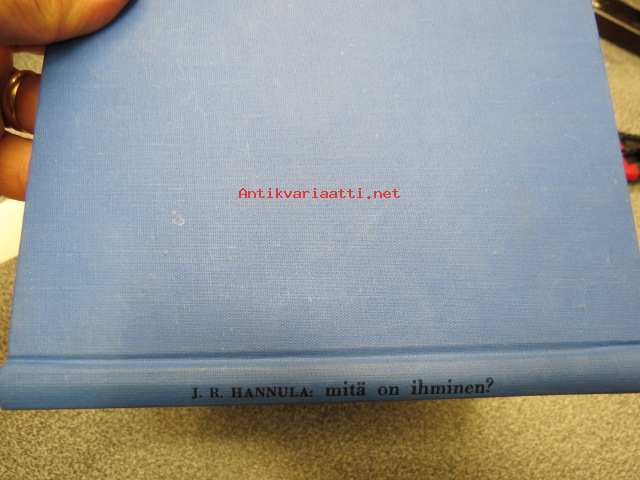 Antikvariaatti.net
J. R. HANNULA: mitä on ihminen?